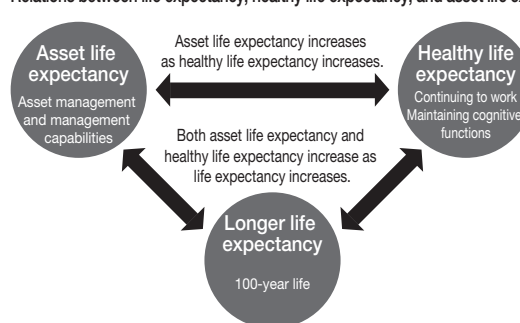 Relations between life expectancy, healthy life expectancy, and asset life
Asset life
expectancy
Asset management
and management
capabilities
Asset life expectancy increases
as healthy life expectancy increases.
Healthy life
expectancy
Continuing to work
Maintaining cognitive
functions
Both asset life expectancy and
healthy life expectancy increase as
life expectancy increases.
Longer life
expectancy
100-year life